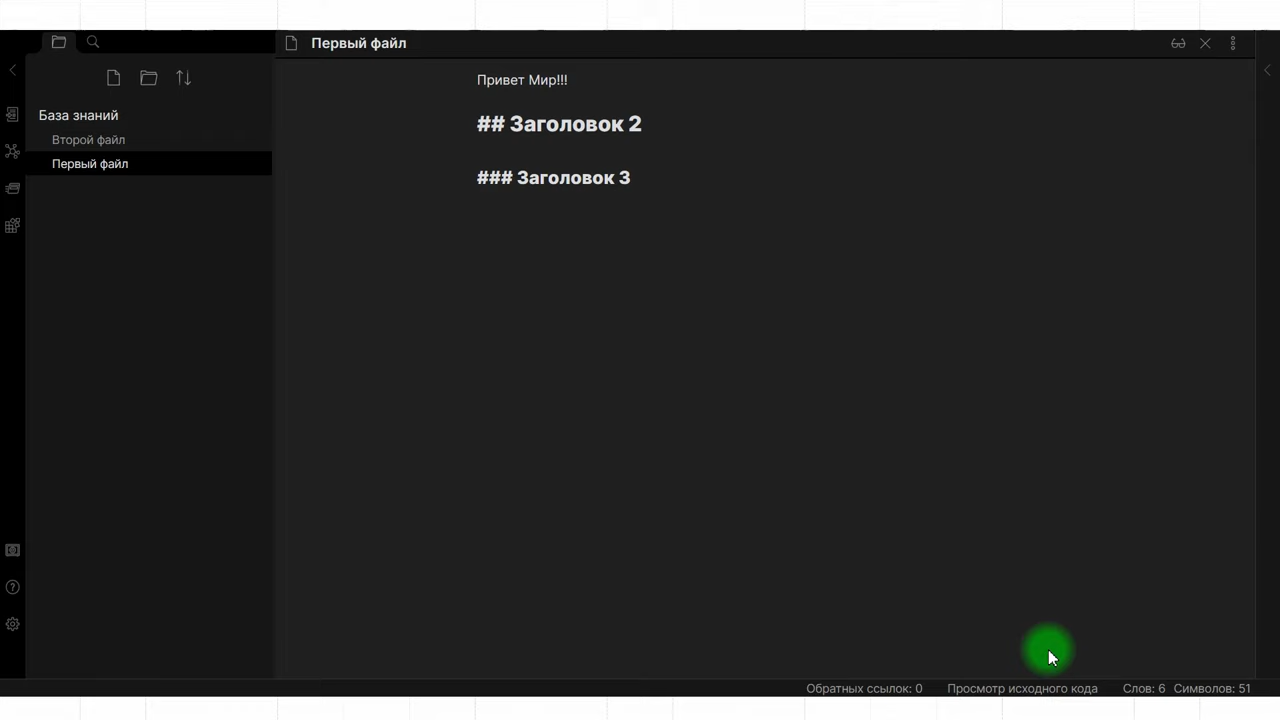 Первый файл
База знаний
Второй файл
Первый файл
Привет Мир!!!
## Заголовок 2
### Заголовок 3
Обратных ссылок: 0 Просмотр исходного кода Слов: 6 Символов: 51